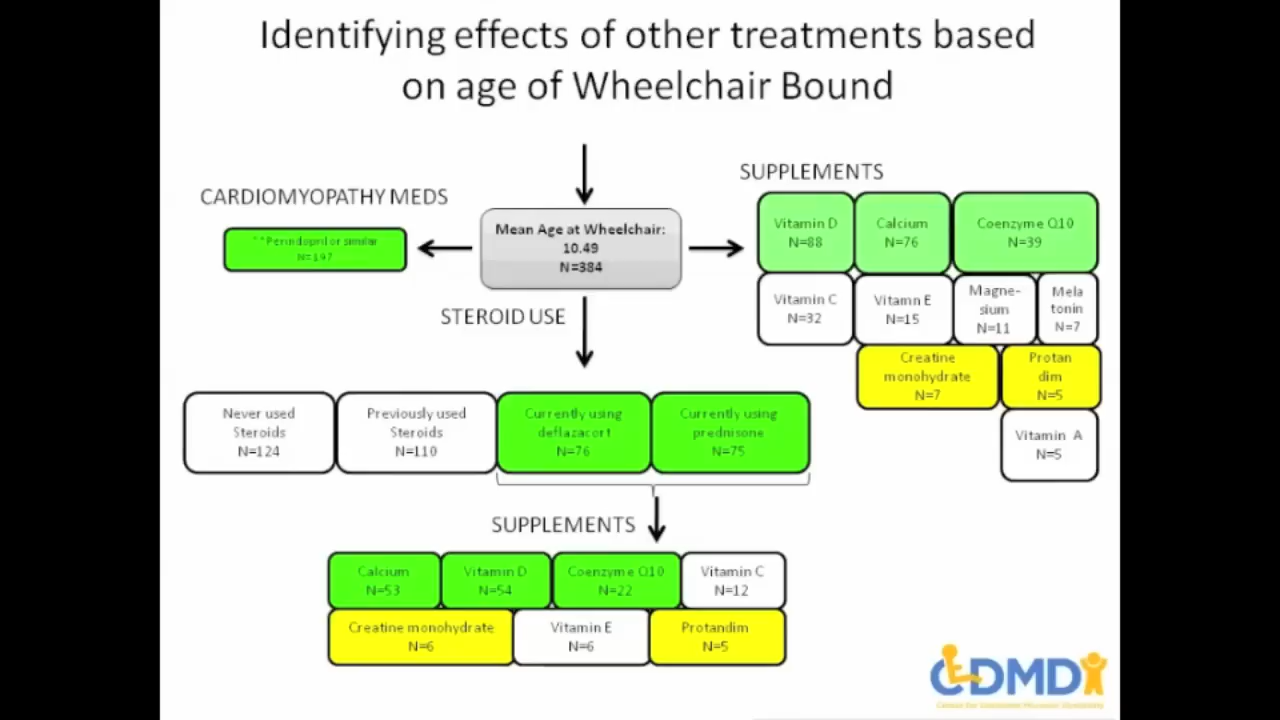 Identifying effects of other treatments based
on age of Wheelchair Bound
CARDIOMYOPATHY MEDS
**Perindopril or similar
N=197
Mean Age at Wheelchair:
10.49
N=384
SUPPLEMENTS
Vitamin D
N=88
Calcium
N=76
Coenzyme Q10
N=39
Vitamin C
N=32
Vitamn E
N=15
Magne-
sium
N=11
Mela
tonin
N=7
Creatine
monohydrate
N=7
Protan
dim
N=5
Vitamin A
N=5
STEROID USE
Never used
Steroids
N=124
Previously used
Steroids
N=110
Currently using
deflazacort
N=76
Currently using
prednisone
N=75
SUPPLEMENTS
Calcium
N=53
Vitamin D
N=54
Coenzyme Q10
N=22
Vitamin C
N=12
Creatine monohydrate
N=6
Vitamin E
N=6
Protandim
N=5
CDMD